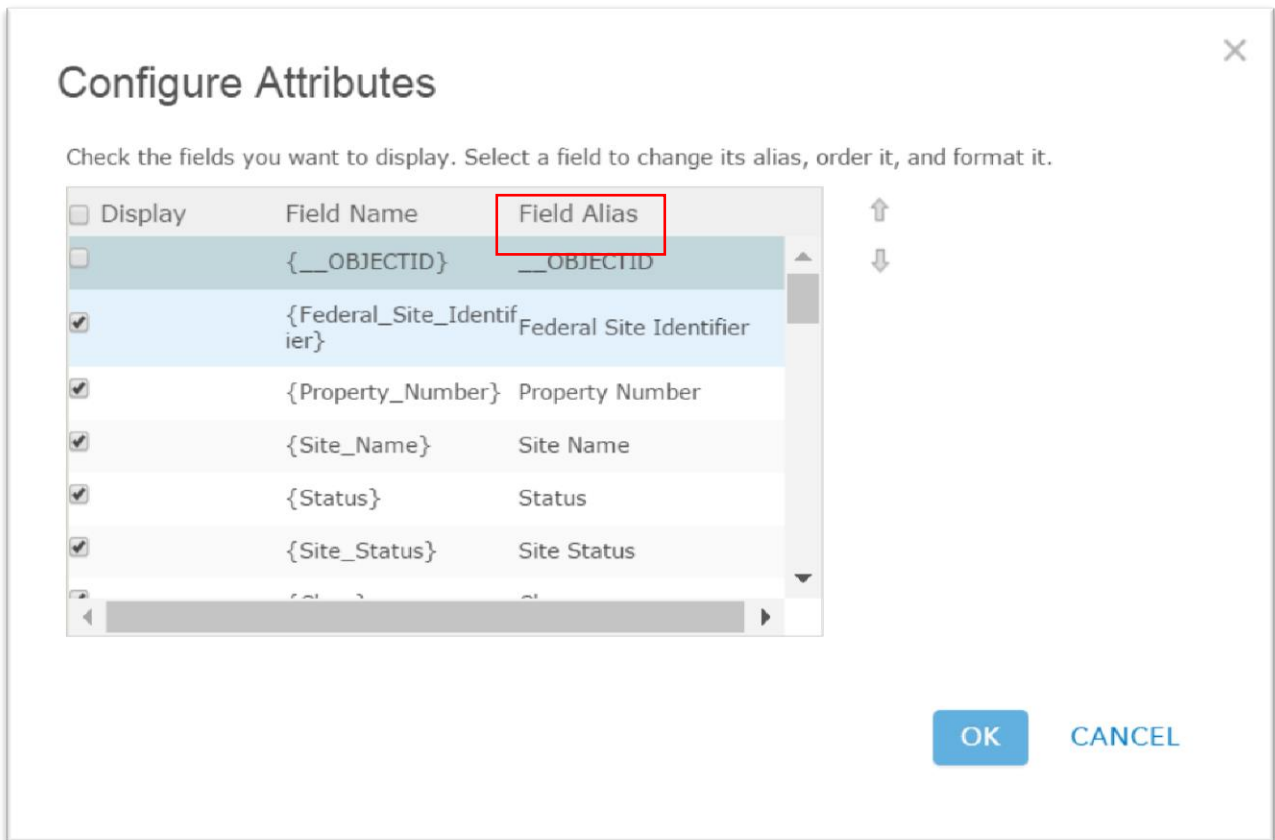 Configure Attributes
Check the fields you want to display. Select a field to change its alias, order it, and format it.
Display Field Name Field Alias
{__OBJECTID} __OBJECTID
{Federal_Site_Identif
ier} Federal Site Identifier
{Property_Number} Property Number
{Site_Name} Site Name
{Status} Status
{Site_Status} Site Status
OK CANCEL